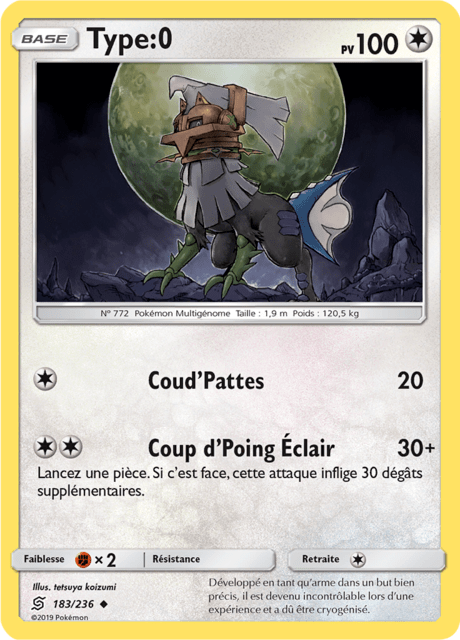 BASE
Type:0
PV100
Nº 772 Pokémon Multigénome Taille : 1,9 m Poids : 120,5 kg
Coud'Pattes 20
Coup d'Poing Éclair 30+
Lancez une pièce. Si c'est face, cette attaque inflige 30 dégâts
supplémentaires.
Faiblesse ×2 Résistance Retraite
Illus. tetsuya koizumi
183/236
©2019 Pokémon
Développé en tant qu'arme dans un but bien
précis, il est devenu incontrôlable lors d'une
expérience et a dû être cryogénisé.